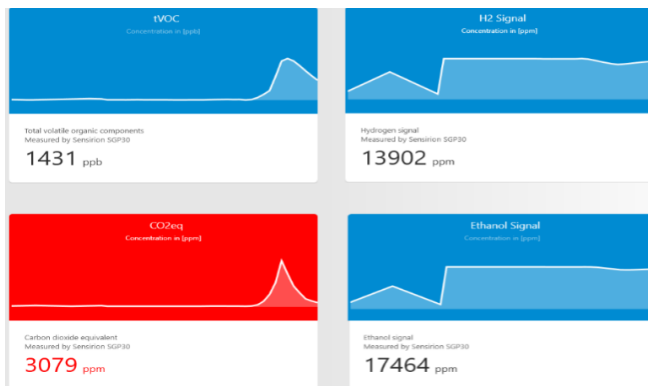 tVOC
Concentration in [ppb]
Total volatile organic components
Measured by Sensirion SGP30
1431 ppb
H2 Signal
Concentration in [ppm]
Hydrogen signal
Measured by Sensirion SGP30
13902 ppm
CO2eq
Concentration in [ppm]
Carbon dioxide equivalent
Measured by Sensirion SGP30
3079 ppm
Ethanol Signal
Concentration in [ppm]
Ethanol signal
Measured by Sensirion SGP30
17464 ppm